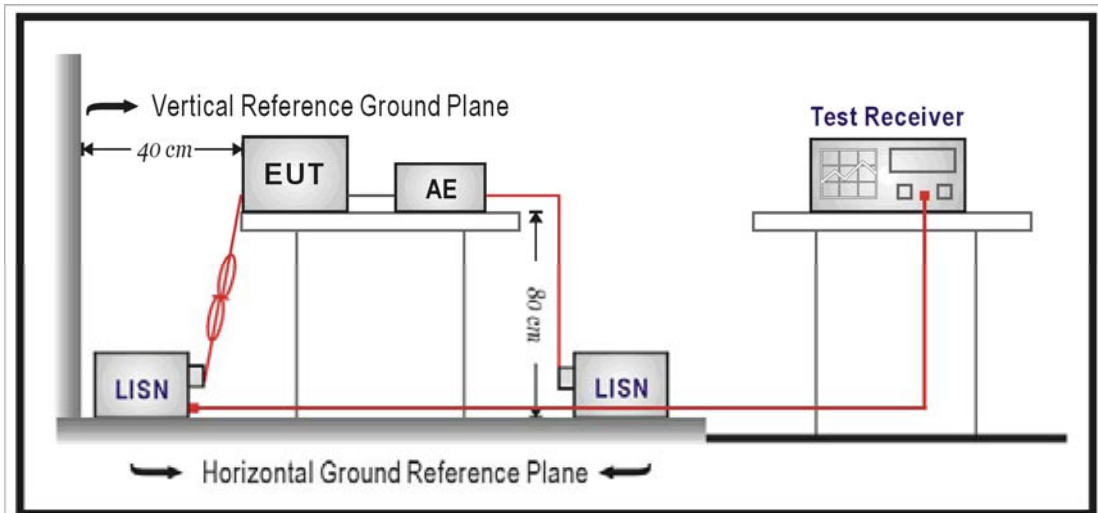 Vertical Reference Ground Plane
Test Receiver
40 cm
EUT
AE
80 cm
LISN
LISN
Horizontal Ground Reference Plane